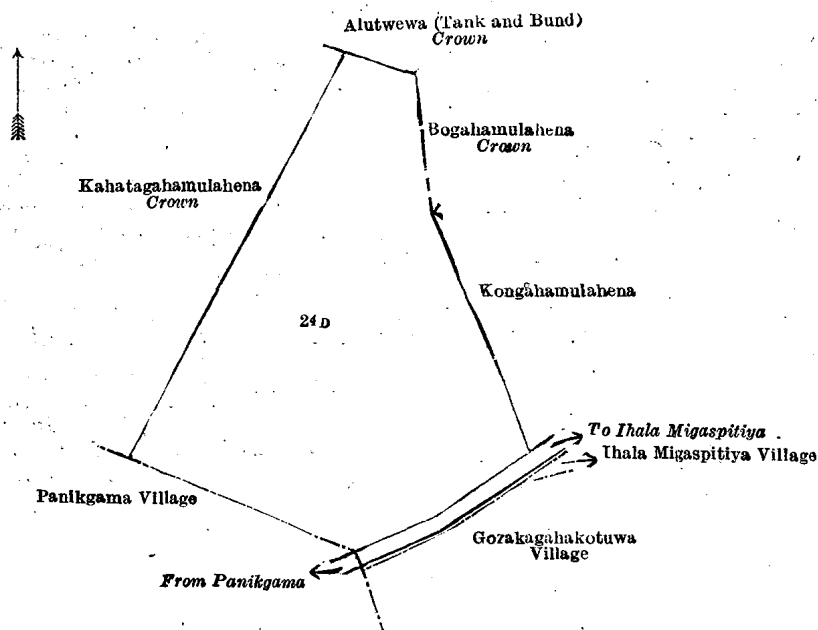 Alutwewa (Tank and Bund)
Crown
Bogahamulahena
Crown
Kahatagahamulahena
Crown
Kongahamulahena
24 D
To Ihala Migaspitiya
Ihala Migaspitiya Village
Panikgama Village
Gozakagahakotuwa
Village
From Panikgama